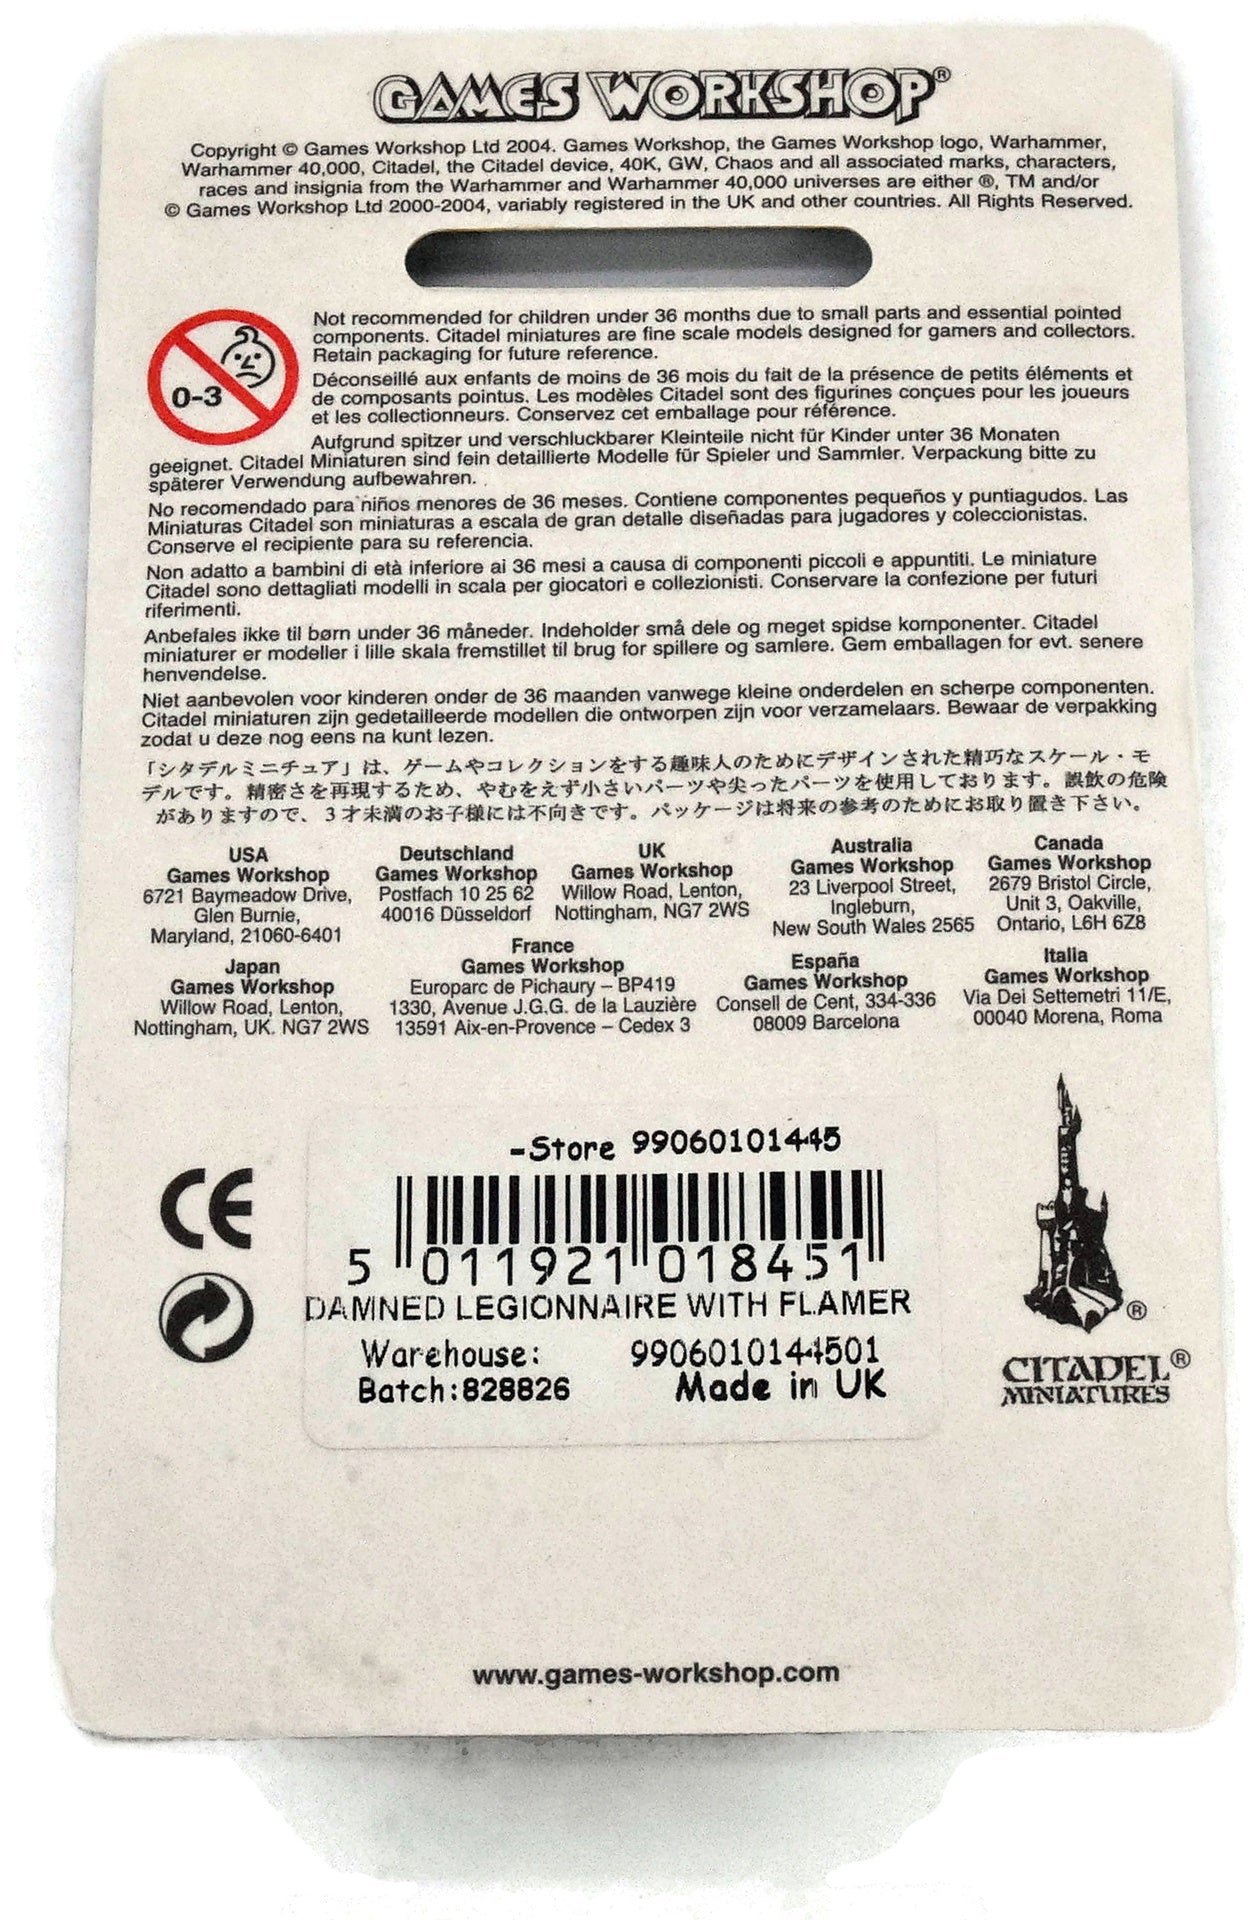 GAMES WORKSHOP®
Copyright © Games Workshop Ltd 2004. Games Workshop, the Games Workshop logo, Warhammer,
Warhammer 40,000, Citadel, the Citadel device, 40K, GW, Chaos and all associated marks, characters,
races and insignia from the Warhammer and Warhammer 40,000 universes are either ®, TM and/or
© Games Workshop Ltd 2000-2004, variably registered in the UK and other countries. All Rights Reserved.
0-3
Not recommended for children under 36 months due to small parts and essential pointed
components. Citadel miniatures are fine scale models designed for gamers and collectors.
Retain packaging for future reference.
Déconseillé aux enfants de moins de 36 mois du fait de la présence de petits éléments et
de composants pointus. Les modèles Citadel sont des figurines conçues pour les joueurs
et les collectionneurs. Conservez cet emballage pour référence.
Aufgrund spitzer und verschluckbarer Kleinteile nicht für Kinder unter 36 Monaten
geeignet. Citadel Miniaturen sind fein detaillierte Modelle für Spieler und Sammler. Verpackung bitte zu
späterer Verwendung aufbewahren.
No recomendado para niños menores de 36 meses. Contiene componentes pequeños y puntiagudos. Las
Miniaturas Citadel son miniaturas a escala de gran detalle diseñadas para jugadores y coleccionistas.
Conserve el recipiente para su referencia.
Non adatto a bambini di età inferiore ai 36 mesi a causa di componenti piccoli e appuntiti. Le miniature
Citadel sono dettagliati modelli in scala per giocatori e collezionisti. Conservare la confezione per futuri
riferimenti.
Anbefales ikke til børn under 36 måneder. Indeholder små dele og meget spidse komponenter. Citadel
miniaturer er modeller i lille skala fremstillet til brug for spillere og samlere. Gem emballagen for evt. senere
henvendelse.
Niet aanbevolen voor kinderen onder de 36 maanden vanwege kleine onderdelen en scherpe componenten.
Citadel miniaturen zijn gedetailleerde modellen die ontworpen zijn voor verzamelaars. Bewaar de verpakking
zodat u deze nog eens na kunt lezen.
「シタデルミニチュア」は、ゲームやコレクションをする趣味人のためにデザインされた精巧なスケール・モ
デルです。精密さを再現するため、やむをえず小さいパーツや尖ったパーツを使用しております。誤飲の危険
がありますので、3才未満のお子様には不向きです。パッケージは将来の参考のためにお取り置き下さい。
USA
Games Workshop
6721 Baymeadow Drive,
Glen Burnie,
Maryland, 21060-6401
Deutschland
Games Workshop
Postfach 10 25 62
40016 Düsseldorf
UK
Games Workshop
Willow Road, Lenton,
Nottingham, NG7 2WS
Australia
Games Workshop
23 Liverpool Street,
Ingleburn,
New South Wales 2565
Canada
Games Workshop
2679 Bristol Circle,
Unit 3, Oakville,
Ontario, L6H 6Z8
Japan
Games Workshop
Willow Road, Lenton,
Nottingham, UK. NG7 2WS
France
Games Workshop
Europarc de Pichaury – BP419
1330, Avenue J.G.G. de la Lauzière
13591 Aix-en-Provence – Cedex 3
España
Games Workshop
Consell de Cent, 334-336
08009 Barcelona
Italia
Games Workshop
Via Dei Settemetri 11/E,
00040 Morena, Roma
CE
-Store 99060101445
5 011921 018451
DAMNED LEGIONNAIRE WITH FLAMER
Warehouse: 9906010144501
Batch:828826 Made in UK
®
CITADEL®
MINIATURES
www.games-workshop.com